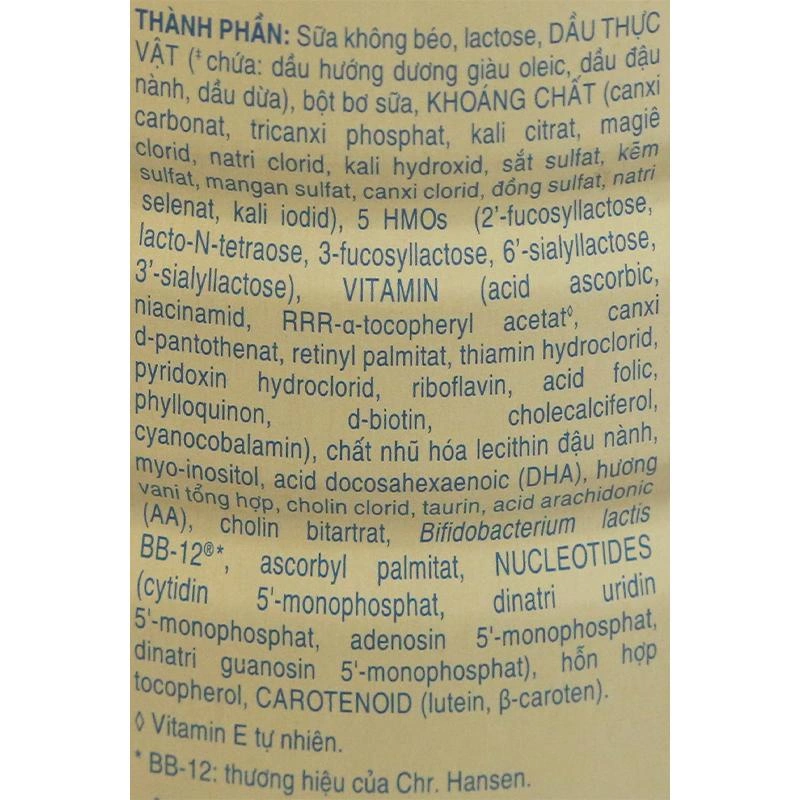 THÀNH PHẦN: Sữa không béo, lactose, DẦU THỰC
VẬT (‡chứa: dầu hướng dương giàu oleic, dầu đậu
nành, dầu dừa), bột bơ sữa, KHOÁNG CHẤT (canxi
carbonat, tricanxi phosphat, kali citrat, magiê
clorid, natri clorid, kali hydroxid, sắt sulfat, kẽm
sulfat, mangan sulfat, canxi clorid, đồng sulfat, natri
selenat, kali iodid), 5 HMOs (2’-fucosyllactose,
lacto-N-tetraose, 3-fucosyllactose, 6’-sialyllactose,
3’-sialyllactose), VITAMIN (acid ascorbic,
niacinamid, RRR-α-tocopheryl acetat◊, canxi
d-pantothenat, retinyl palmitat, thiamin hydroclorid,
pyridoxin hydroclorid, riboflavin, acid folic,
phylloquinon, d-biotin, cholecalciferol,
cyanocobalamin), chất nhũ hóa lecithin đậu nành,
myo-inositol, acid docosahexaenoic (DHA), hương
vani tổng hợp, cholin clorid, taurin, acid arachidonic
(AA), cholin bitartrat, Bifidobacterium lactis
BB-12®*, ascorbyl palmitat, NUCLEOTIDES
(cytidin 5'-monophosphat, dinatri uridin
5'-monophosphat, adenosin 5'-monophosphat,
dinatri guanosin 5'-monophosphat), hỗn hợp
tocopherol, CAROTENOID (lutein, β-caroten).
◊ Vitamin E tự nhiên.
* BB-12: thương hiệu của Chr. Hansen.